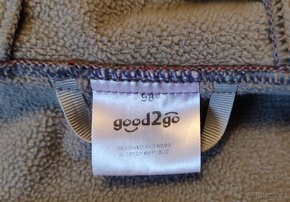 98
good2go
DESIGNED AND MADE
IN CZECH REPUBLIC